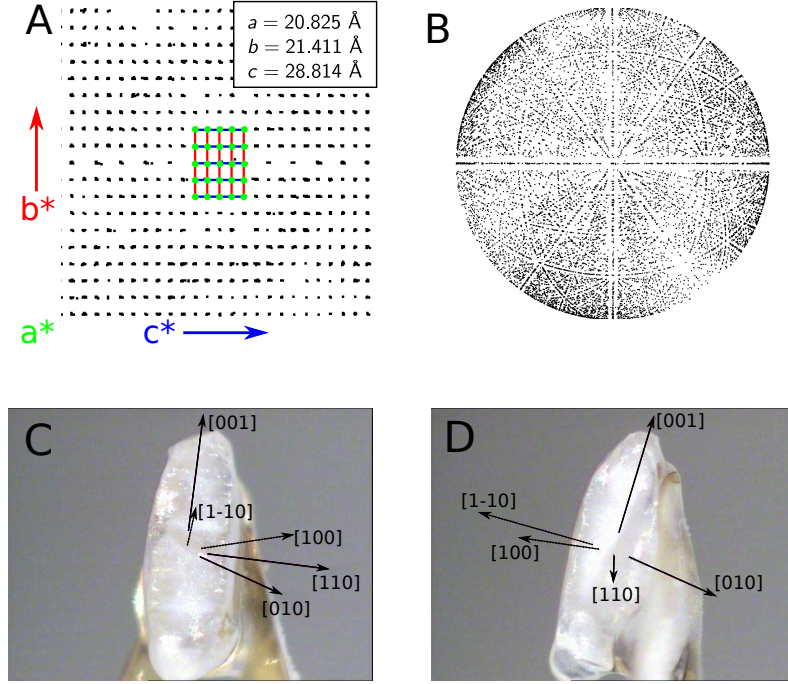 A
a = 20.825 Å
b = 21.411 Å
c = 28.814 Å
b*
a*
c*
B
C
[001]
[1-10]
[100]
[110]
[010]
D
[001]
[1-10]
[100]
[110]
[010]